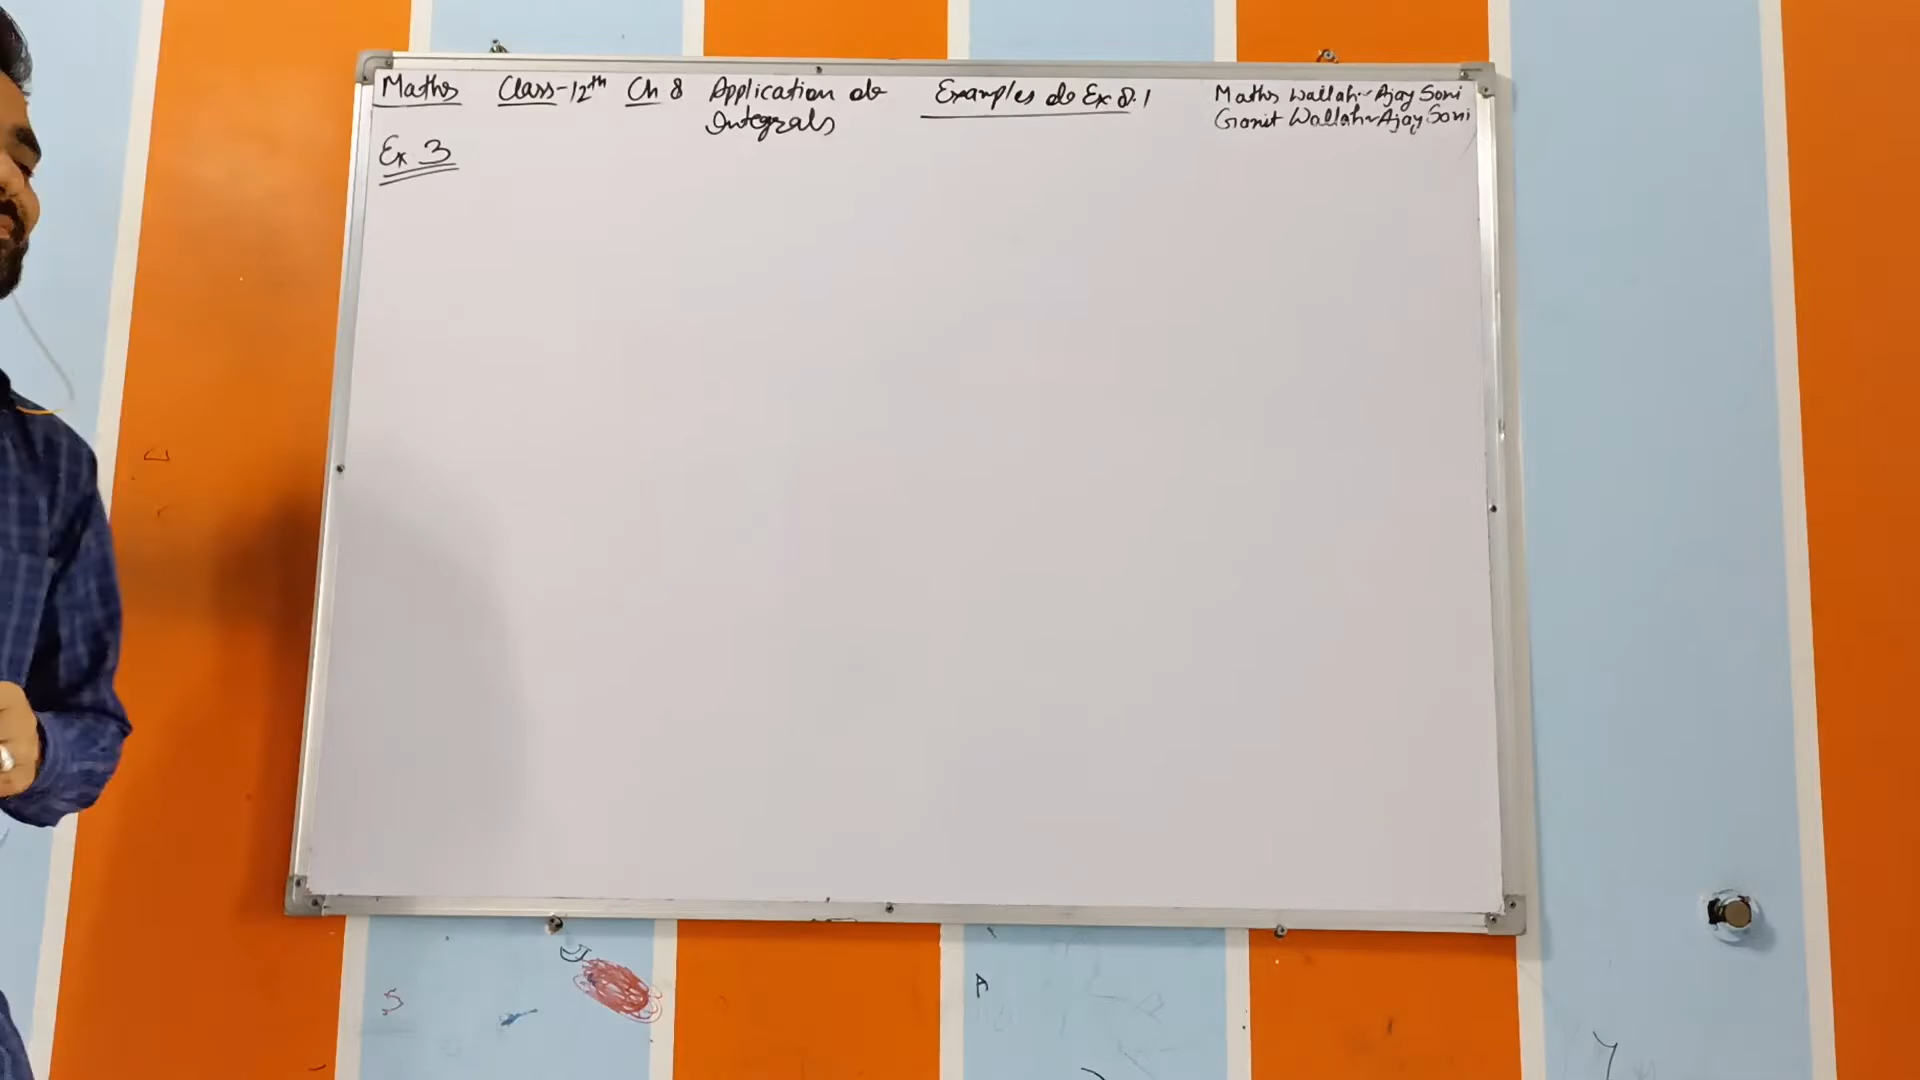 Maths Class-12th Ch 8 Application of Integrals Examples of Ex 8.1
Maths Wallah-Ajay Soni
Ganit Wallah-Ajay Soni
Ex 3
S
A